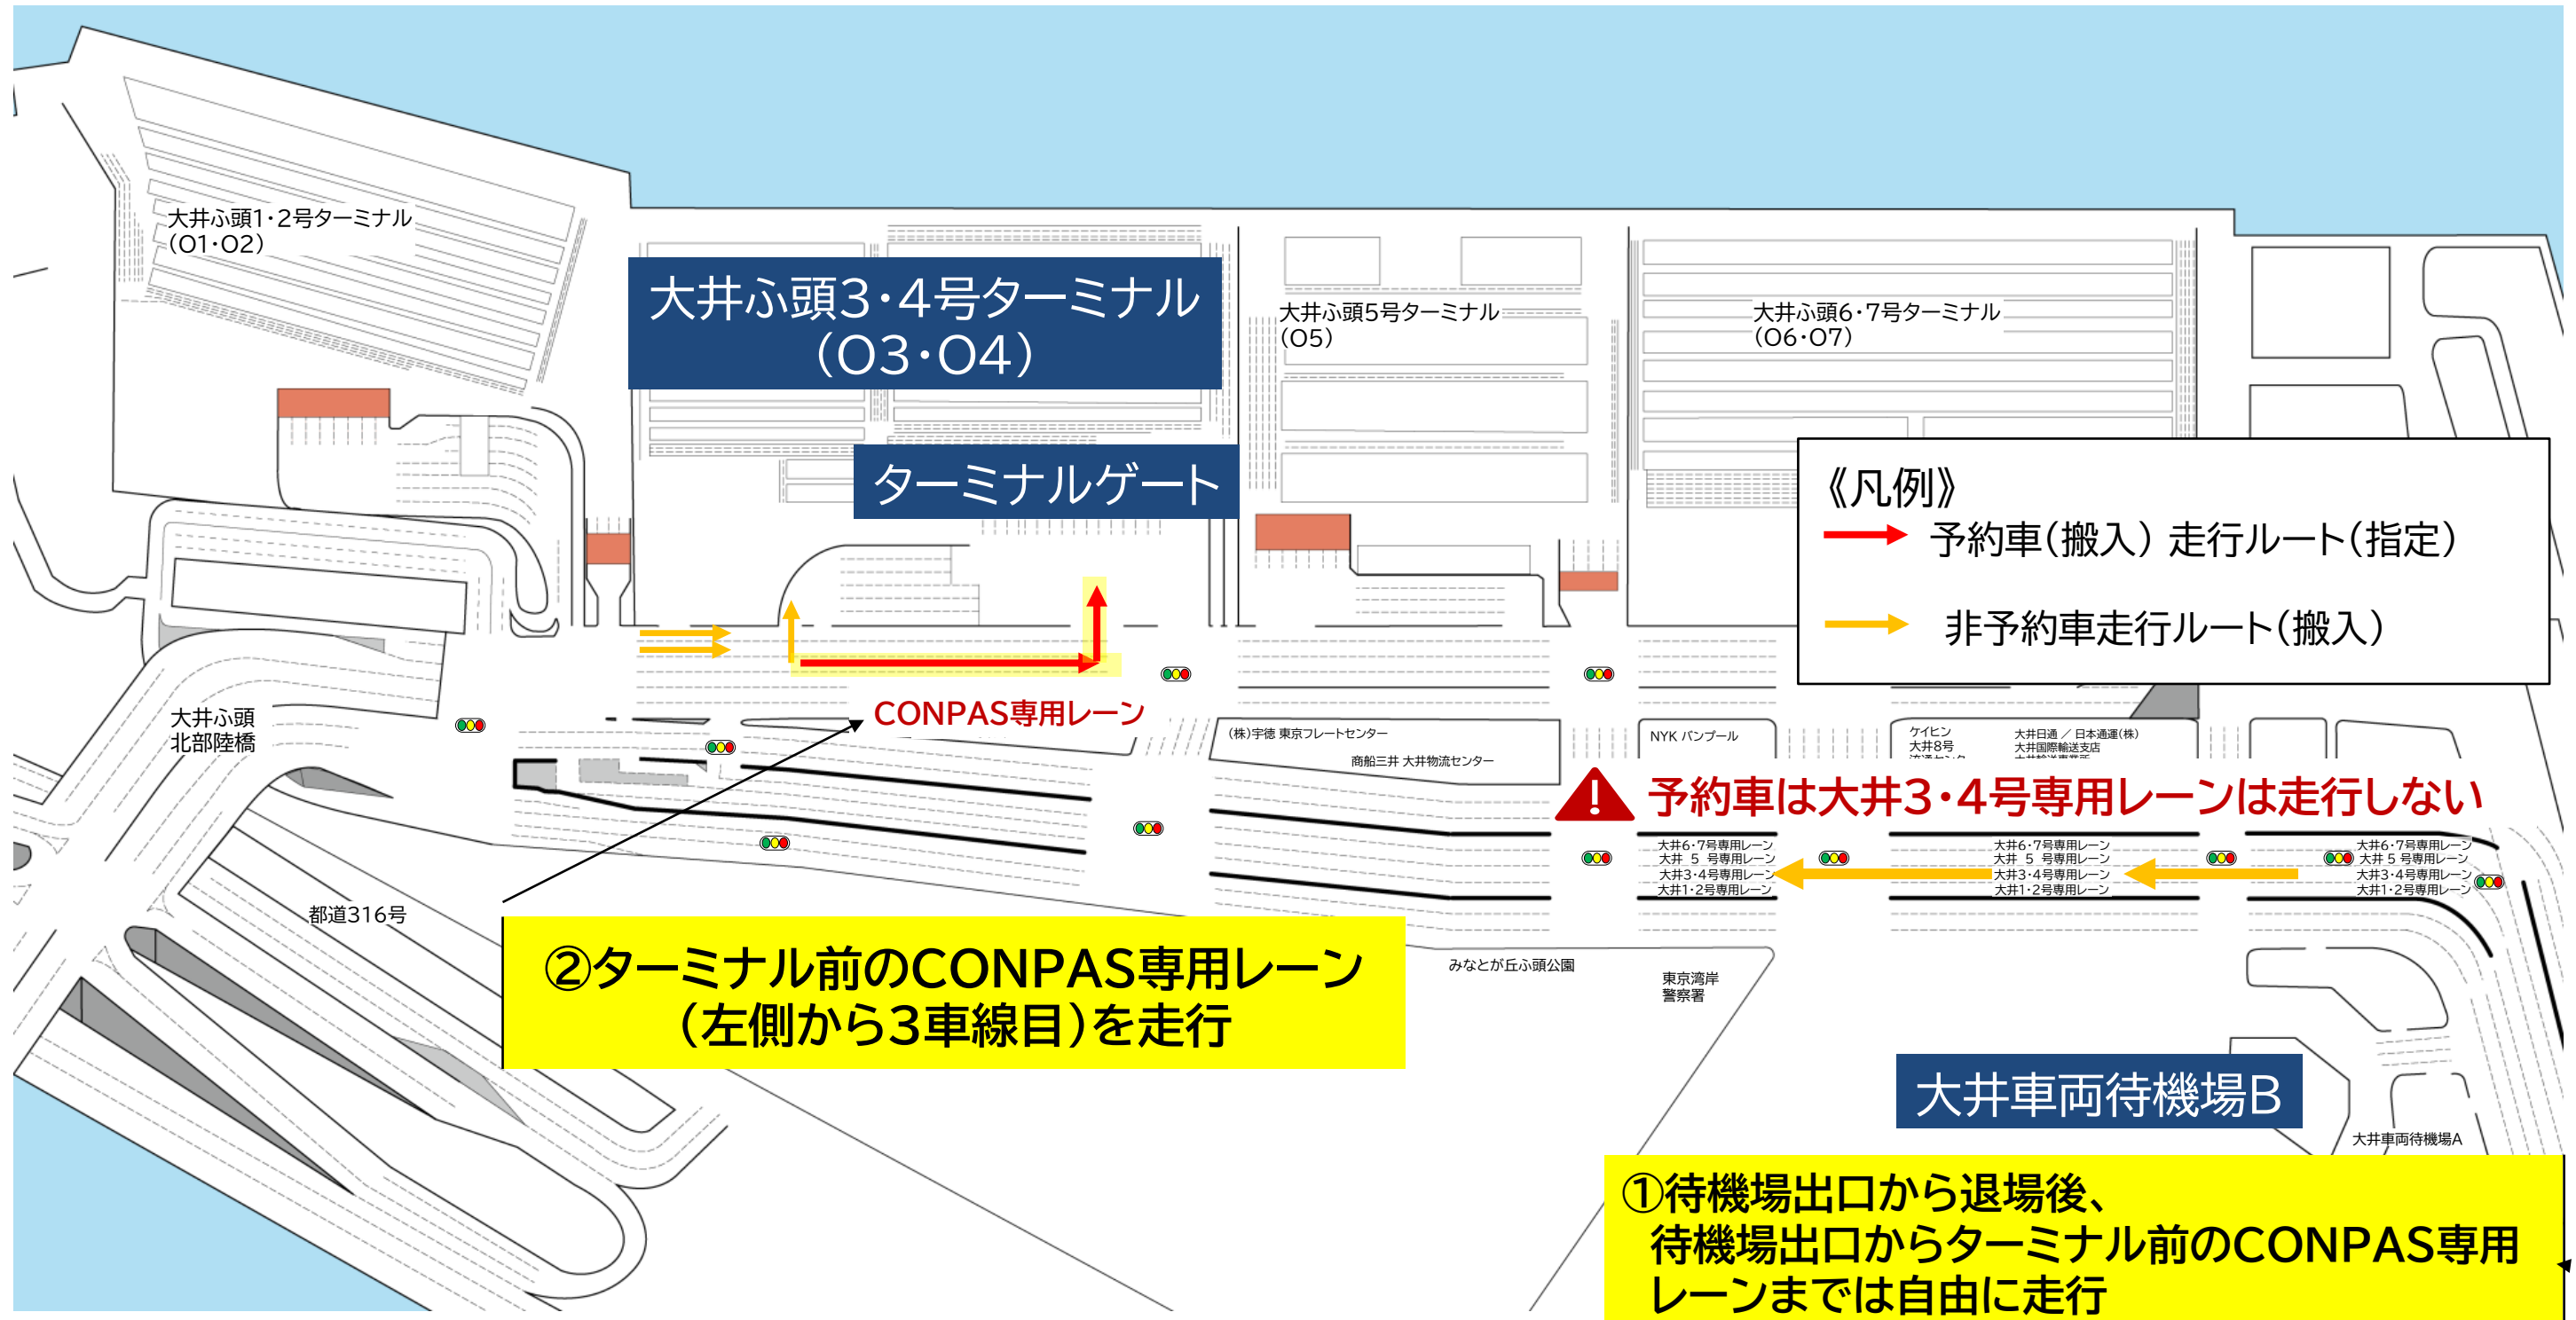 大井ふ頭1・2号ターミナル
(O1・O2)
大井ふ頭3・4号ターミナル
(O3・O4)
大井ふ頭5号ターミナル
(O5)
大井ふ頭6・7号ターミナル
(O6・O7)
ターミナルゲート
《凡例》
予約車(搬入) 走行ルート(指定)
非予約車走行ルート(搬入)
CONPAS専用レーン
大井ふ頭
北部陸橋
(株)宇徳 東京フレートセンター
商船三井 大井物流センター
NYK バンプール
ケイヒン
大井8号
大井日通 / 日本通運(株)
大井国際輸送支店
予約車は大井3・4号専用レーンは走行しない
大井6・7号専用レーン
大井 5 号専用レーン
大井3・4号専用レーン
大井1・2号専用レーン
大井6・7号専用レーン
大井 5 号専用レーン
大井3・4号専用レーン
大井1・2号専用レーン
大井6・7号専用レーン
大井 5 号専用レーン
大井3・4号専用レーン
大井1・2号専用レーン
都道316号
②ターミナル前のCONPAS専用レーン
(左側から3車線目)を走行
みなとが丘ふ頭公園
東京湾岸
警察署
大井車両待機場B
大井車両待機場A
①待機場出口から退場後、
待機場出口からターミナル前のCONPAS専用
レーンまでは自由に走行